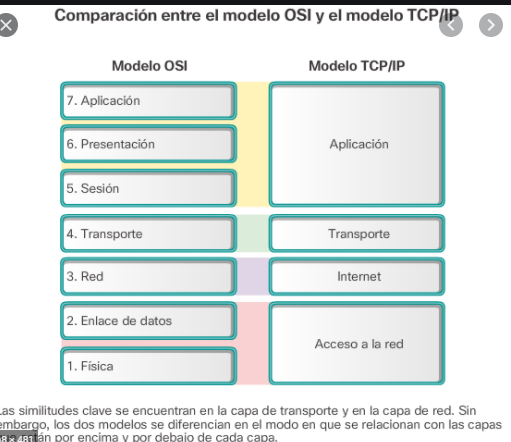 Comparación entre el modelo OSI y el modelo TCP/IP
Modelo OSI
Modelo TCP/IP
7. Aplicación
6. Presentación
5. Sesión
Aplicación
4. Transporte
Transporte
3. Red
Internet
2. Enlace de datos
1. Física
Acceso a la red
Las similitudes clave se encuentran en la capa de transporte y en la capa de red. Sin
embargo, los dos modelos se diferencian en el modo en que se relacionan con las capas
por encima y por debajo de cada capa.